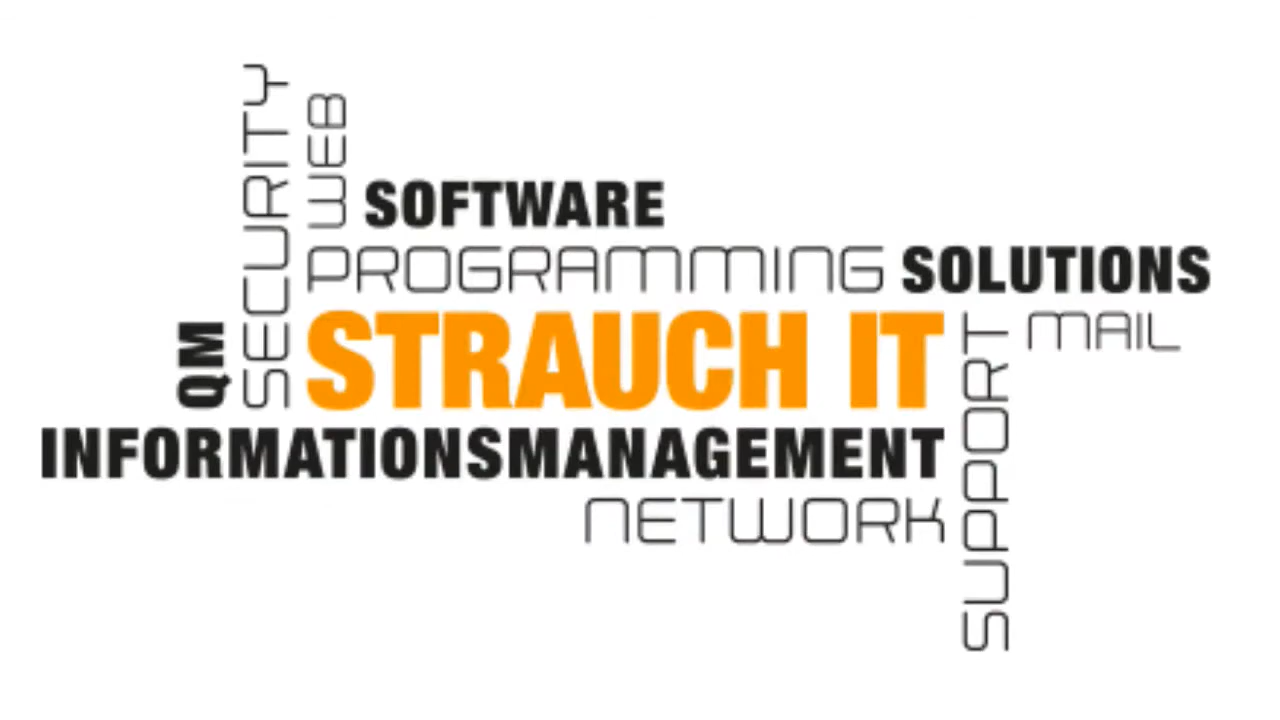 SECURITY
WEB
SOFTWARE
PROGRAMMING
SOLUTIONS
QM
STRAUCH IT
MAIL
SUPPORT
INFORMATIONSMANAGEMENT
NETWORK